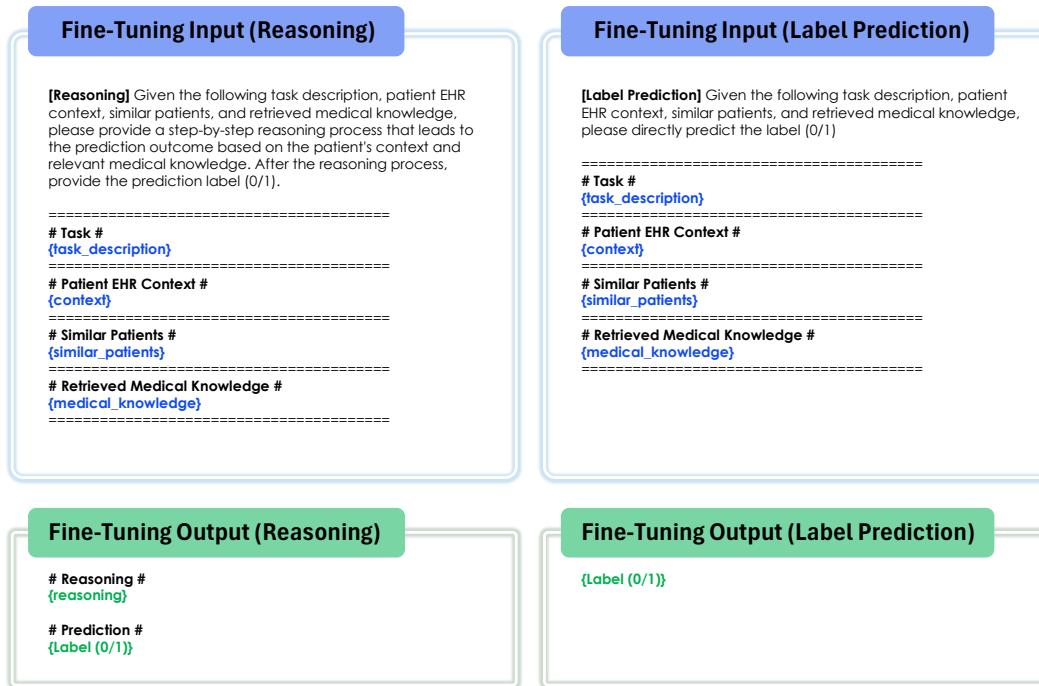 Fine-Tuning Input (Reasoning)
[Reasoning] Given the following task description, patient EHR
context, similar patients, and retrieved medical knowledge,
please provide a step-by-step reasoning process that leads to
the prediction outcome based on the patient's context and
relevant medical knowledge. After the reasoning process,
provide the prediction label (0/1).
========================================
# Task #
{task_description}
========================================
# Patient EHR Context #
{context}
========================================
# Similar Patients #
{similar_patients}
========================================
# Retrieved Medical Knowledge #
{medical_knowledge}
========================================
Fine-Tuning Input (Label Prediction)
[Label Prediction] Given the following task description, patient
EHR context, similar patients, and retrieved medical knowledge,
please directly predict the label (0/1)
========================================
# Task #
{task_description}
========================================
# Patient EHR Context #
{context}
========================================
# Similar Patients #
{similar_patients}
========================================
# Retrieved Medical Knowledge #
{medical_knowledge}
========================================
Fine-Tuning Output (Reasoning)
# Reasoning #
{reasoning}
# Prediction #
{Label (0/1)}
Fine-Tuning Output (Label Prediction)
{Label (0/1)}